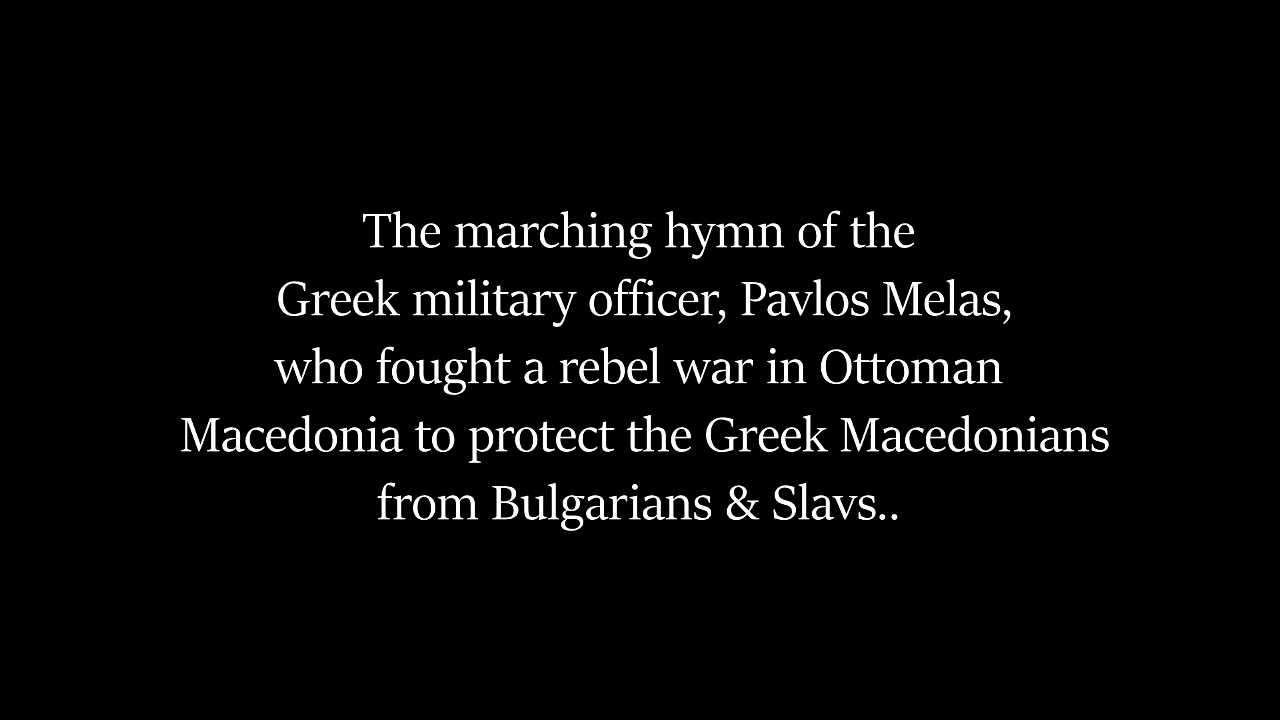 The marching hymn of the
Greek military officer, Pavlos Melas,
who fought a rebel war in Ottoman
Macedonia to protect the Greek Macedonians
from Bulgarians & Slavs..